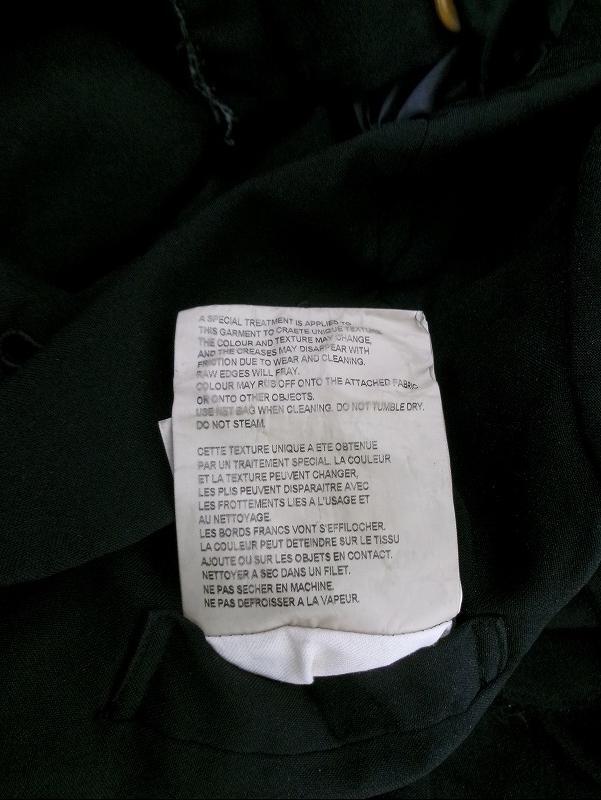 A SPECIAL TREATMENT IS APPLIED TO
THIS GARMENT TO CRAETE UNIQUE TEXTURE.
THE COLOUR AND TEXTURE MAY CHANGE,
AND THE CREASES MAY DISAPPEAR WITH
FRICTION DUE TO WEAR AND CLEANING.
RAW EDGES WILL FRAY.
COLOUR MAY RUB OFF ONTO THE ATTACHED FABRIC
OR ONTO OTHER OBJECTS.
USE NET BAG WHEN CLEANING. DO NOT TUMBLE DRY.
DO NOT STEAM.
CETTE TEXTURE UNIQUE A ETE OBTENUE
PAR UN TRAITEMENT SPECIAL. LA COULEUR
ET LA TEXTURE PEUVENT CHANGER,
LES PLIS PEUVENT DISPARAITRE AVEC
LES FROTTEMENTS LIES A L'USAGE ET
AU NETTOYAGE.
LES BORDS FRANCS VONT S'EFFILOCHER.
LA COULEUR PEUT DETEINDRE SUR LE TISSU
AJOUTE OU SUR LES OBJETS EN CONTACT.
NETTOYER A SEC DANS UN FILET.
NE PAS SECHER EN MACHINE.
NE PAS DEFROISSER A LA VAPEUR.